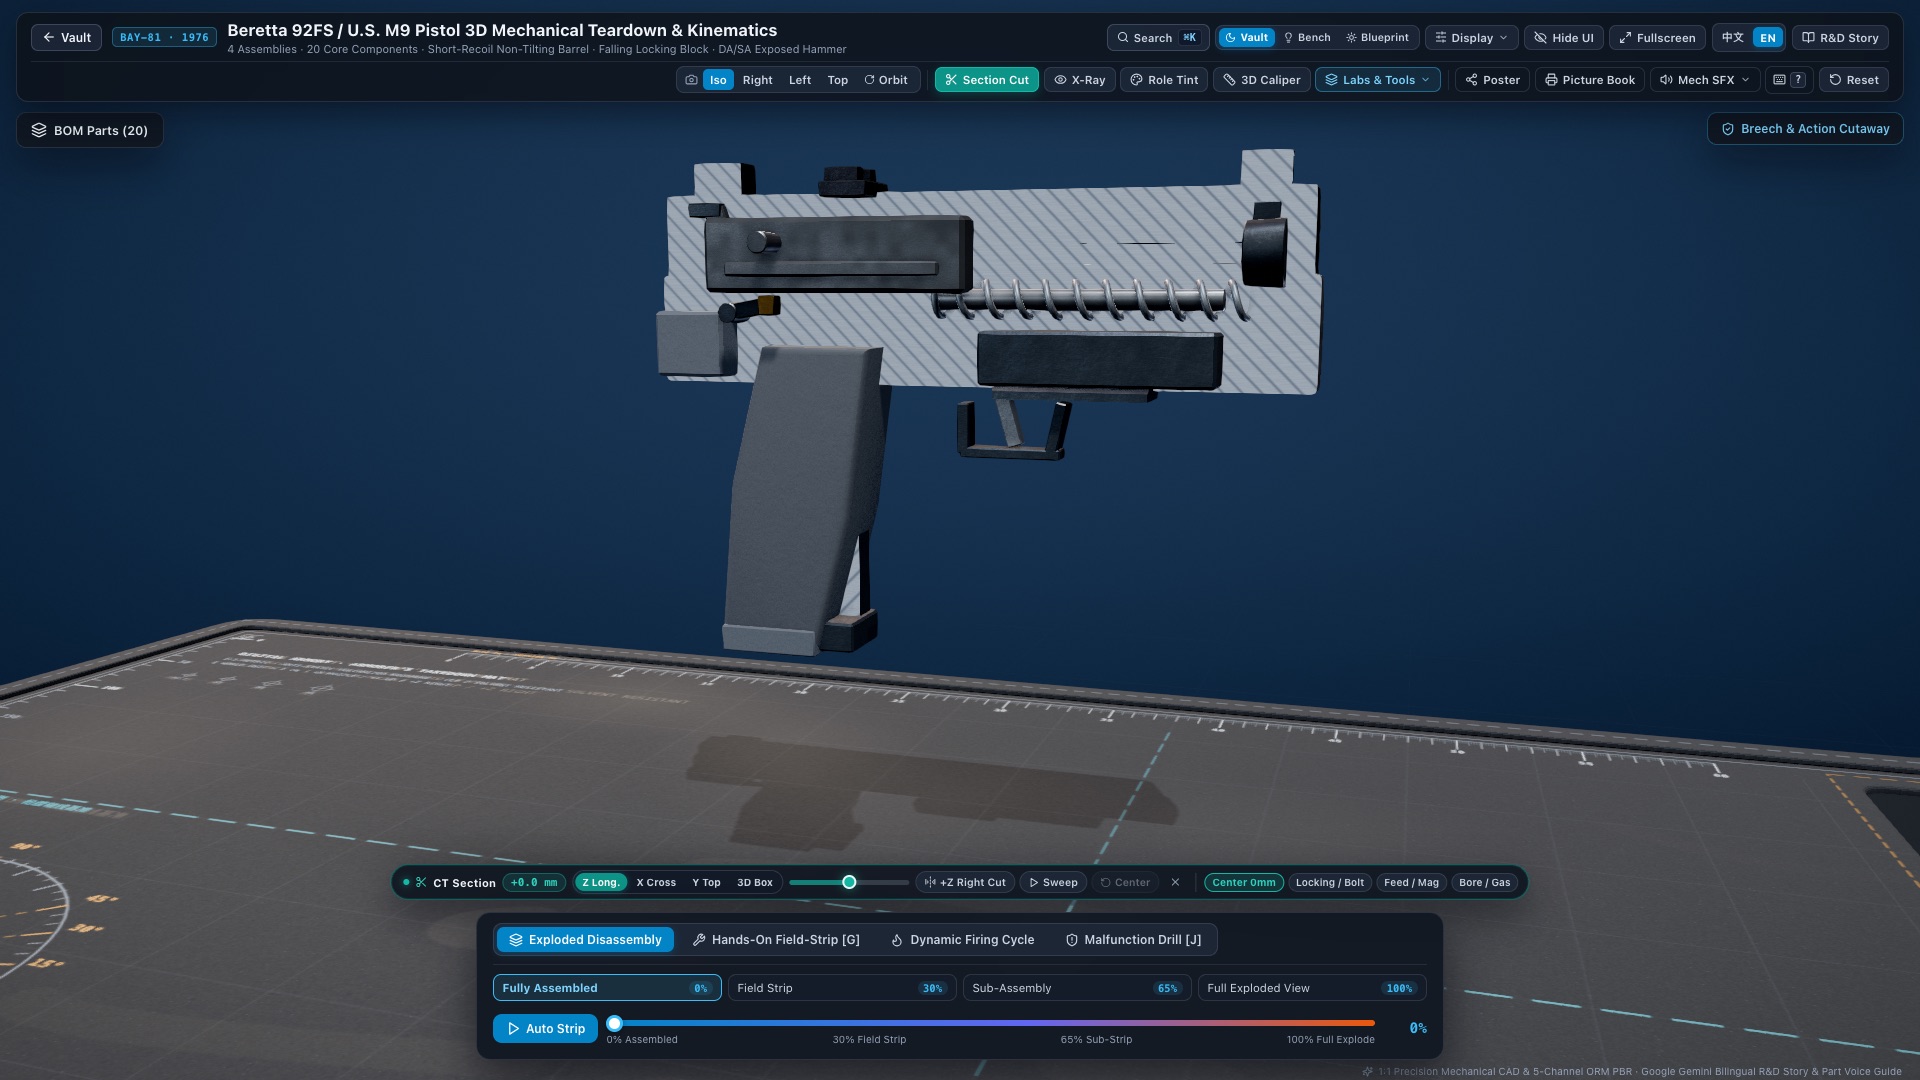 Vault
BAY-81 · 1976
Beretta 92FS / U.S. M9 Pistol 3D Mechanical Teardown & Kinematics
4 Assemblies · 20 Core Components · Short-Recoil Non-Tilting Barrel · Falling Locking Block · DA/SA Exposed Hammer
Search ⌘K
Vault Bench Blueprint
Display
Hide UI
Fullscreen
中文 EN
R&D Story
Iso Right Left Top Orbit
Section Cut
X-Ray
Role Tint
3D Caliper
Labs & Tools
Poster
Picture Book
Mech SFX
?
Reset
BOM Parts (20)
Breech & Action Cutaway
90°
45°
30°
15°
CT Section +0.0 mm Z Long. X Cross Y Top 3D Box +Z Right Cut Sweep Center × Center 0mm Locking / Bolt Feed / Mag Bore / Gas
Exploded Disassembly Hands-On Field-Strip [G] Dynamic Firing Cycle Malfunction Drill [J]
Fully Assembled 0% Field Strip 30% Sub-Assembly 65% Full Exploded View 100%
Auto Strip 0%
0% Assembled 30% Field Strip 65% Sub-Strip 100% Full Explode
1:1 Precision Mechanical CAD & 5-Channel ORM PBR · Google Gemini Bilingual R&D Story & Part Voice Guide